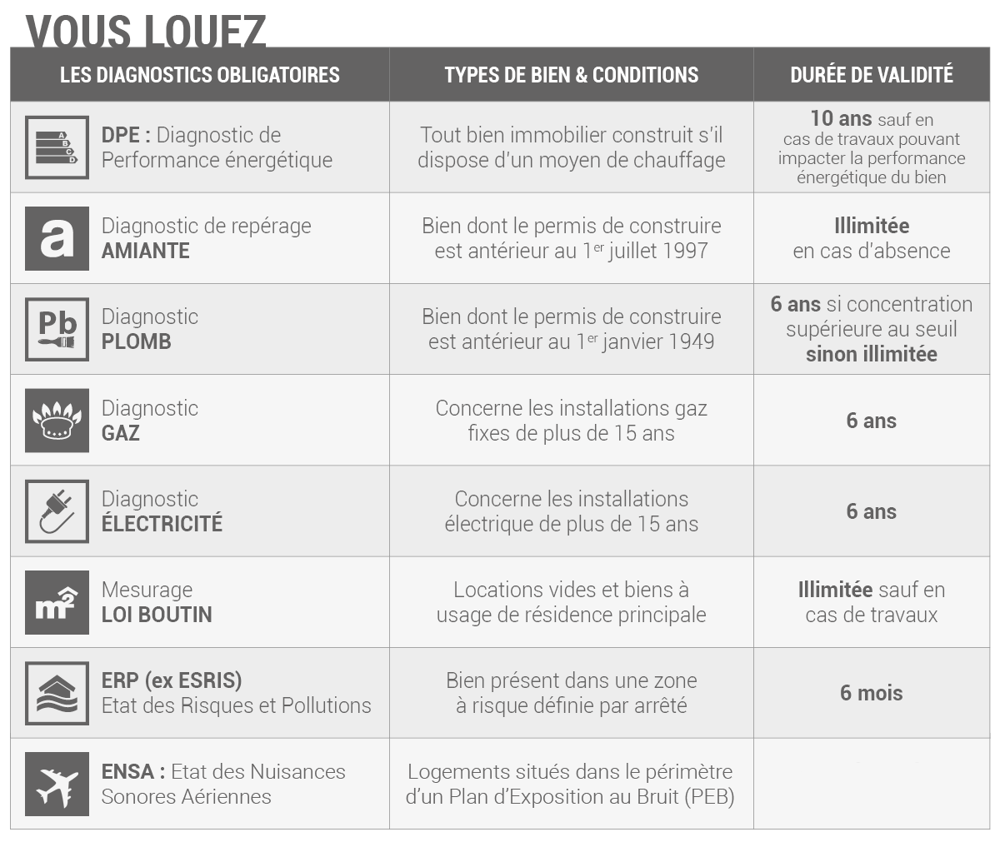 VOUS LOUEZ
LES DIAGNOSTICS OBLIGATOIRES
TYPES DE BIEN & CONDITIONS
DURÉE DE VALIDITÉ
A
B
C
D
DPE : Diagnostic de
Performance énergétique
Tout bien immobilier construit s'il
dispose d'un moyen de chauffage
10 ans sauf en
cas de travaux pouvant
impacter la performance
énergétique du bien
a
Diagnostic de repérage
AMIANTE
Bien dont le permis de construire
est antérieur au 1er juillet 1997
Illimitée
en cas d'absence
Pb
Diagnostic
PLOMB
Bien dont le permis de construire
est antérieur au 1er janvier 1949
6 ans si concentration
supérieure au seuil
sinon illimitée
Diagnostic
GAZ
Concerne les installations gaz
fixes de plus de 15 ans
6 ans
Diagnostic
ÉLECTRICITÉ
Concerne les installations
électrique de plus de 15 ans
6 ans
m2
Mesurage
LOI BOUTIN
Locations vides et biens à
usage de résidence principale
Illimitée sauf en
cas de travaux
ERP (ex ESRIS)
Etat des Risques et Pollutions
Bien présent dans une zone
à risque définie par arrêté
6 mois
ENSA : Etat des Nuisances
Sonores Aériennes
Logements situés dans le périmètre
d’un Plan d’Exposition au Bruit (PEB)